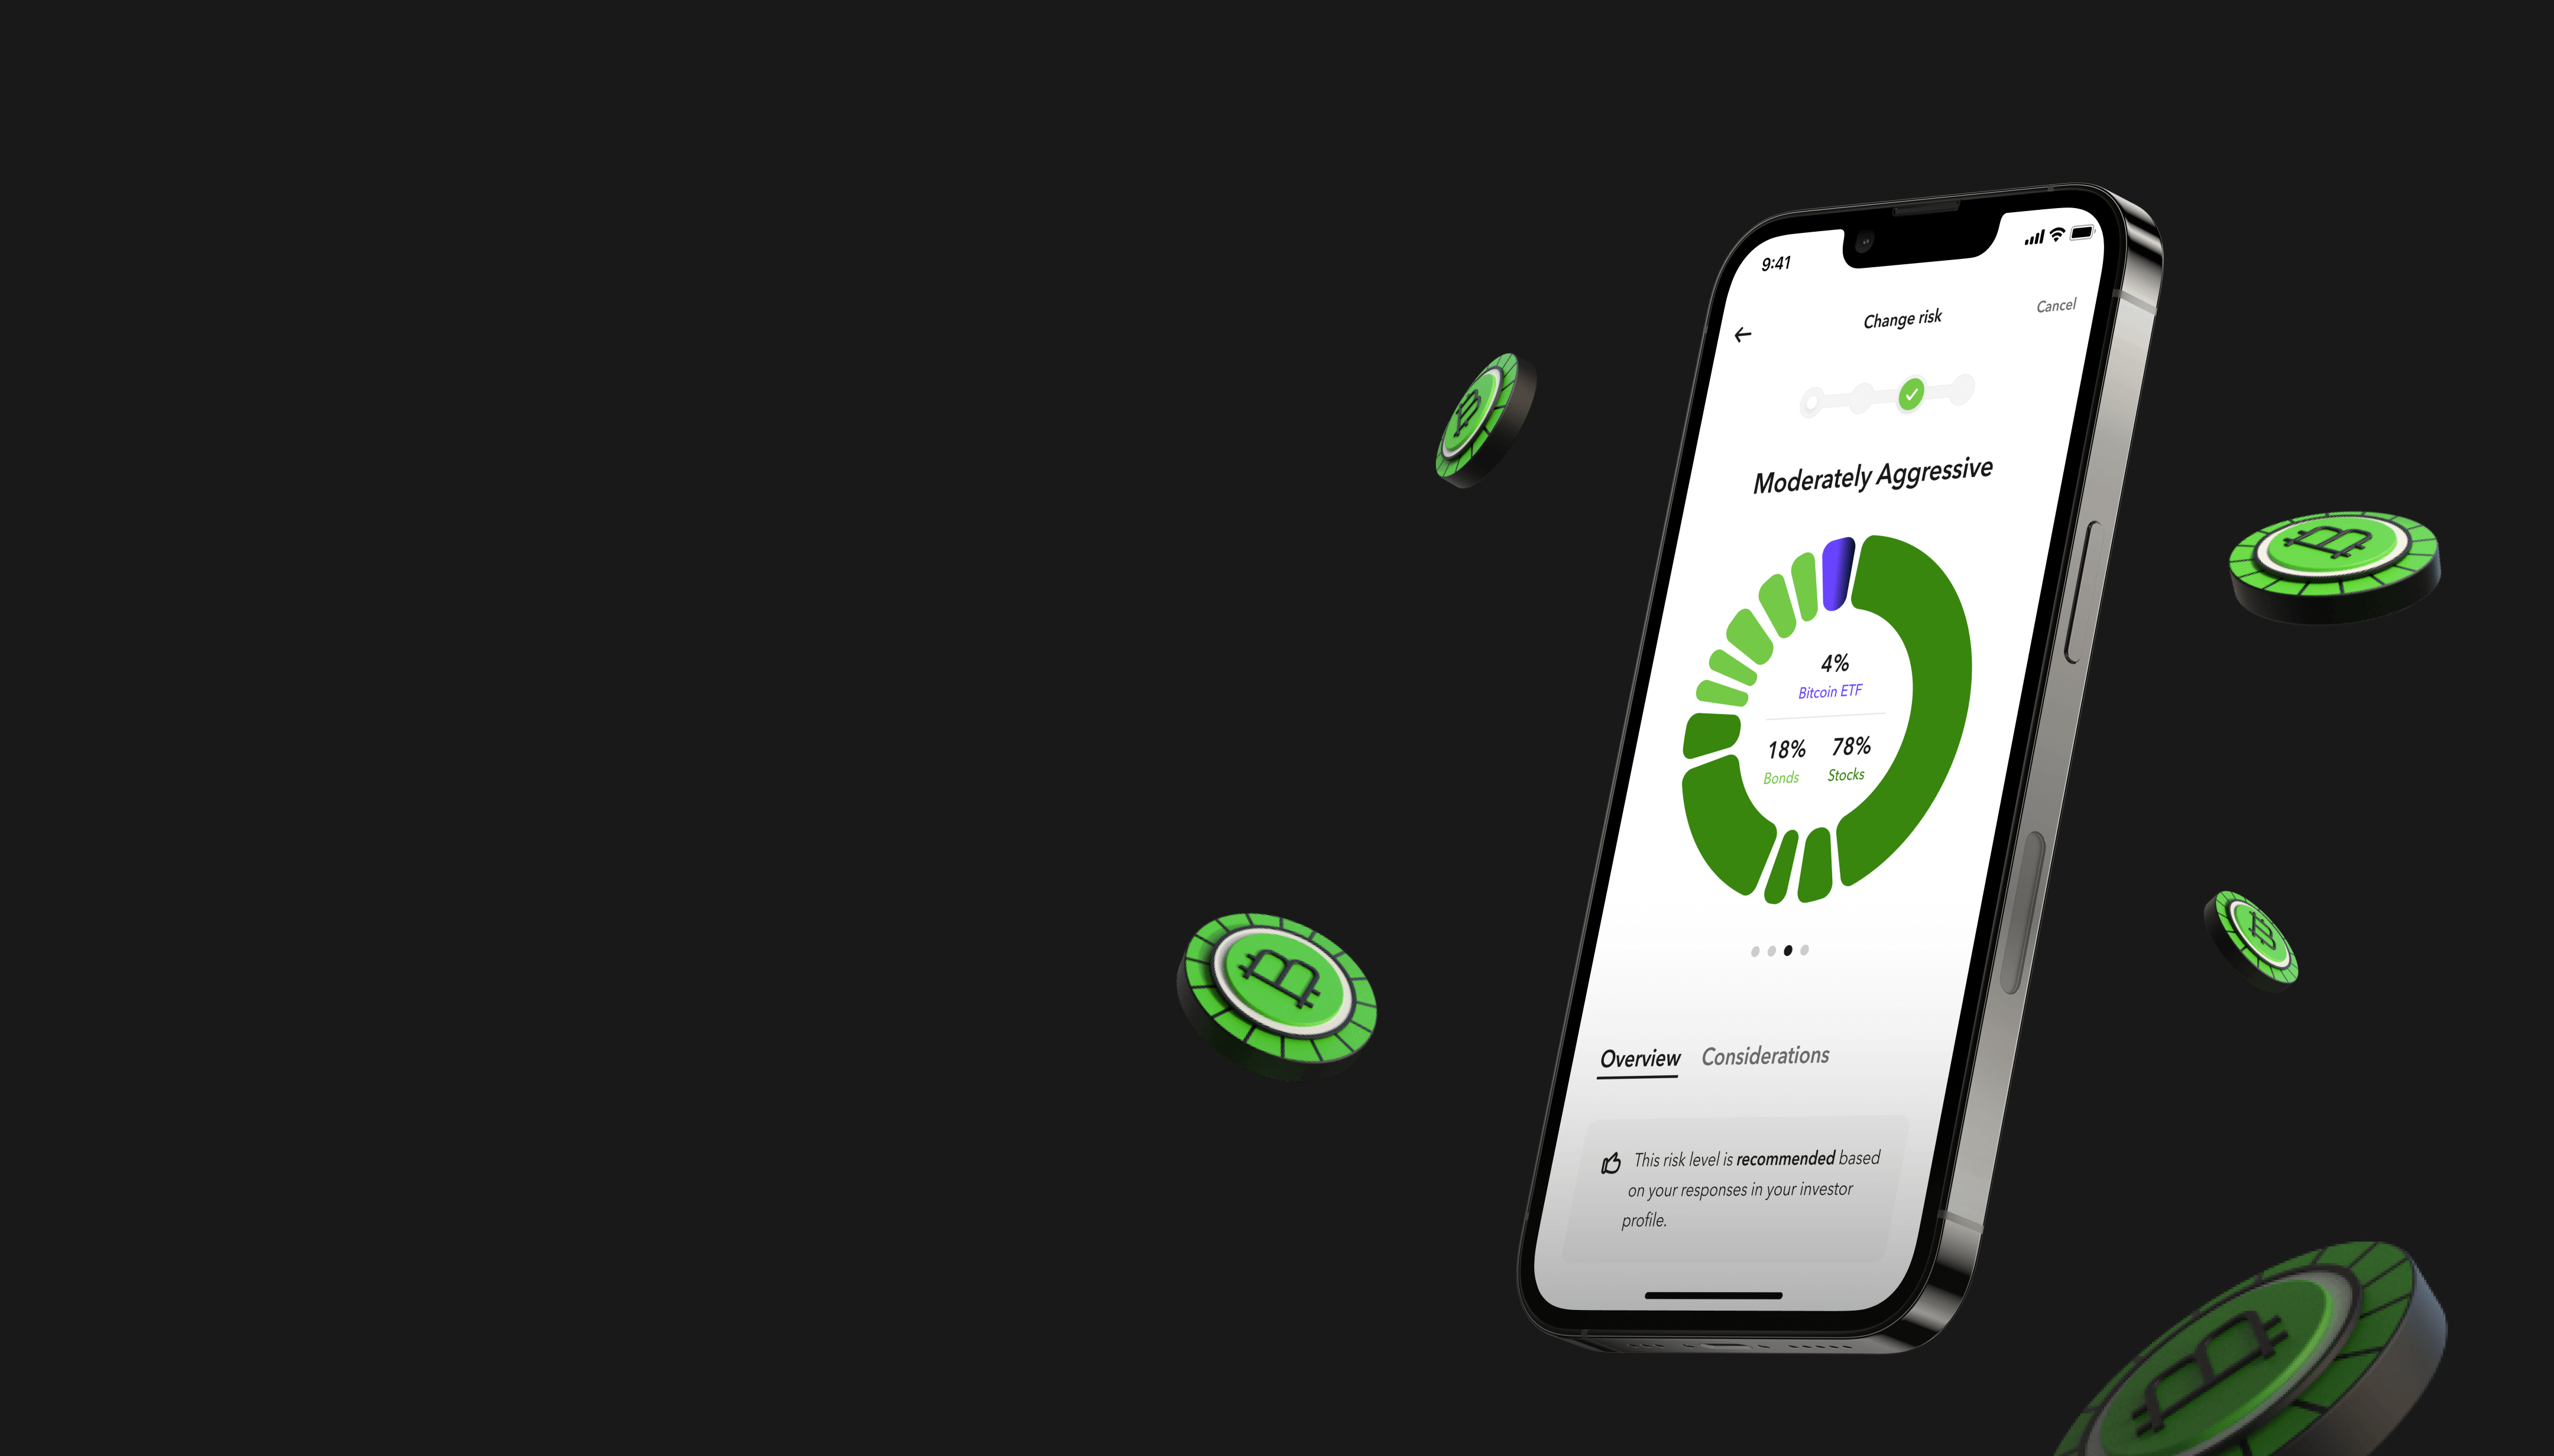 9:41
Change risk
Cancel
Moderately Aggressive
4%
Bitcoin ETF
18% 78%
Bonds Stocks
Overview Considerations
This risk level is recommended based
on your responses in your investor
profile.